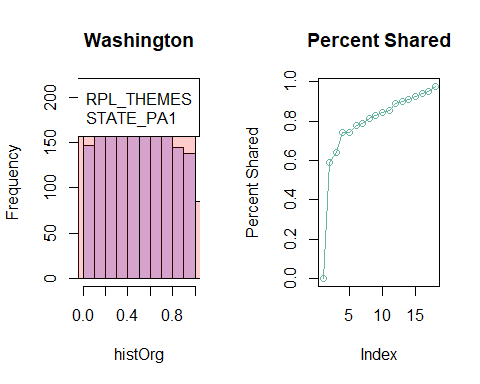 Washington
Percent Shared
RPL_THEMES
STATE_PA1
Frequency
0
50
100
150
200
0.0
0.4
0.8
histOrg
Percent Shared
0.0
0.2
0.4
0.6
0.8
1.0
5
10
15
Index